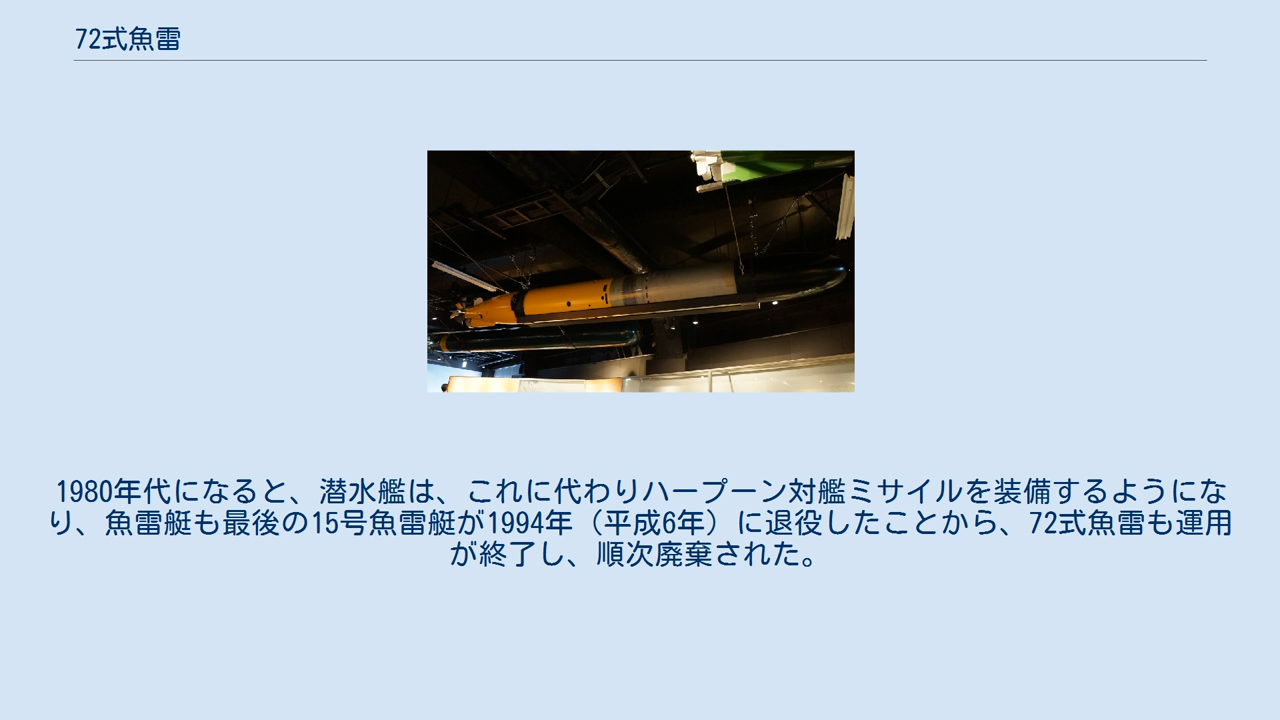 72式魚雷
1980年代になると、潜水艦は、これに代わりハープーン対艦ミサイルを装備するようにな
り、魚雷艇も最後の15号魚雷艇が1994年（平成6年）に退役したことから、72式魚雷も運用
が終了し、順次廃棄された。